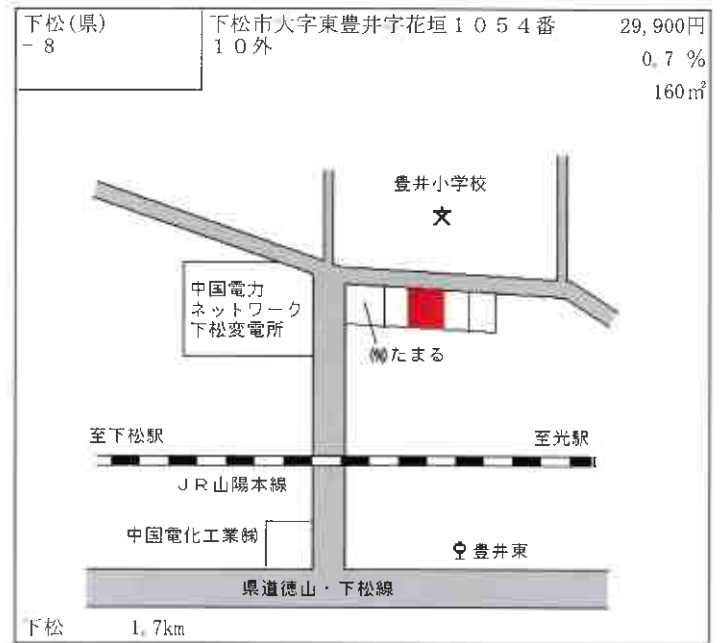 下松(県)
－8
下松市大字東豊井字花垣１０５４番
１０外
29,900円
0.7 %
160㎡
豊井小学校
文
中国電力
ネットワーク
下松変電所
㈲たまる
至下松駅
至光駅
ＪＲ山陽本線
中国電化工業㈱
豊井東
県道徳山・下松線
下松 1.7km